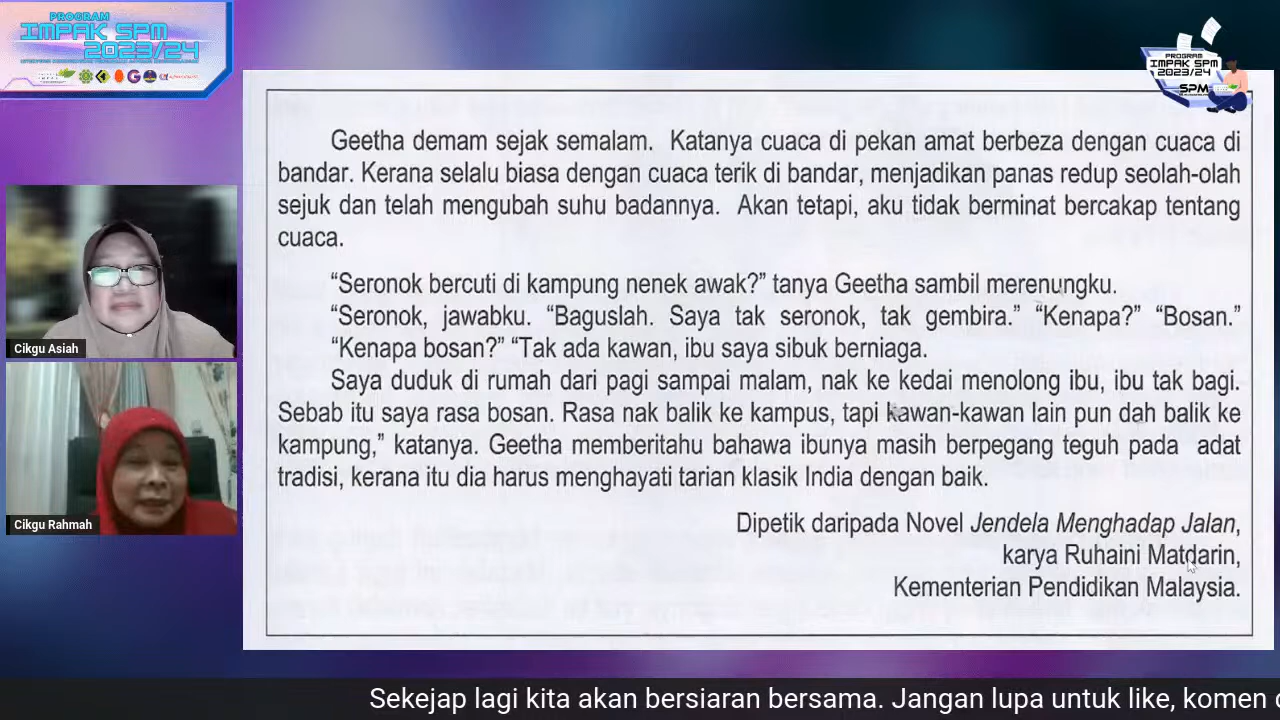 PROGRAM
IMPAK SPM
2023/24
PROGRAM
IMPAK SPM
2023/24
SPM
Geetha demam sejak semalam. Katanya cuaca di pekan amat berbeza dengan cuaca di
bandar. Kerana selalu biasa dengan cuaca terik di bandar, menjadikan panas redup seolah-olah
sejuk dan telah mengubah suhu badannya. Akan tetapi, aku tidak berminat bercakap tentang
cuaca.
“Seronok bercuti di kampung nenek awak?” tanya Geetha sambil merenungku.
“Seronok, jawabku. “Baguslah. Saya tak seronok, tak gembira.” “Kenapa?” “Bosan.”
“Kenapa bosan?” “Tak ada kawan, ibu saya sibuk berniaga.
Saya duduk di rumah dari pagi sampai malam, nak ke kedai menolong ibu, ibu tak bagi.
Sebab itu saya rasa bosan. Rasa nak balik ke kampus, tapi kawan-kawan lain pun dah balik ke
kampung,” katanya. Geetha memberitahu bahawa ibunya masih berpegang teguh pada adat
tradisi, kerana itu dia harus menghayati tarian klasik India dengan baik.
Dipetik daripada Novel Jendela Menghadap Jalan,
karya Ruhaini Matdarin,
Kementerian Pendidikan Malaysia.
Cikgu Asiah
Cikgu Rahmah
Sekejap lagi kita akan bersiaran bersama. Jangan lupa untuk like, komen